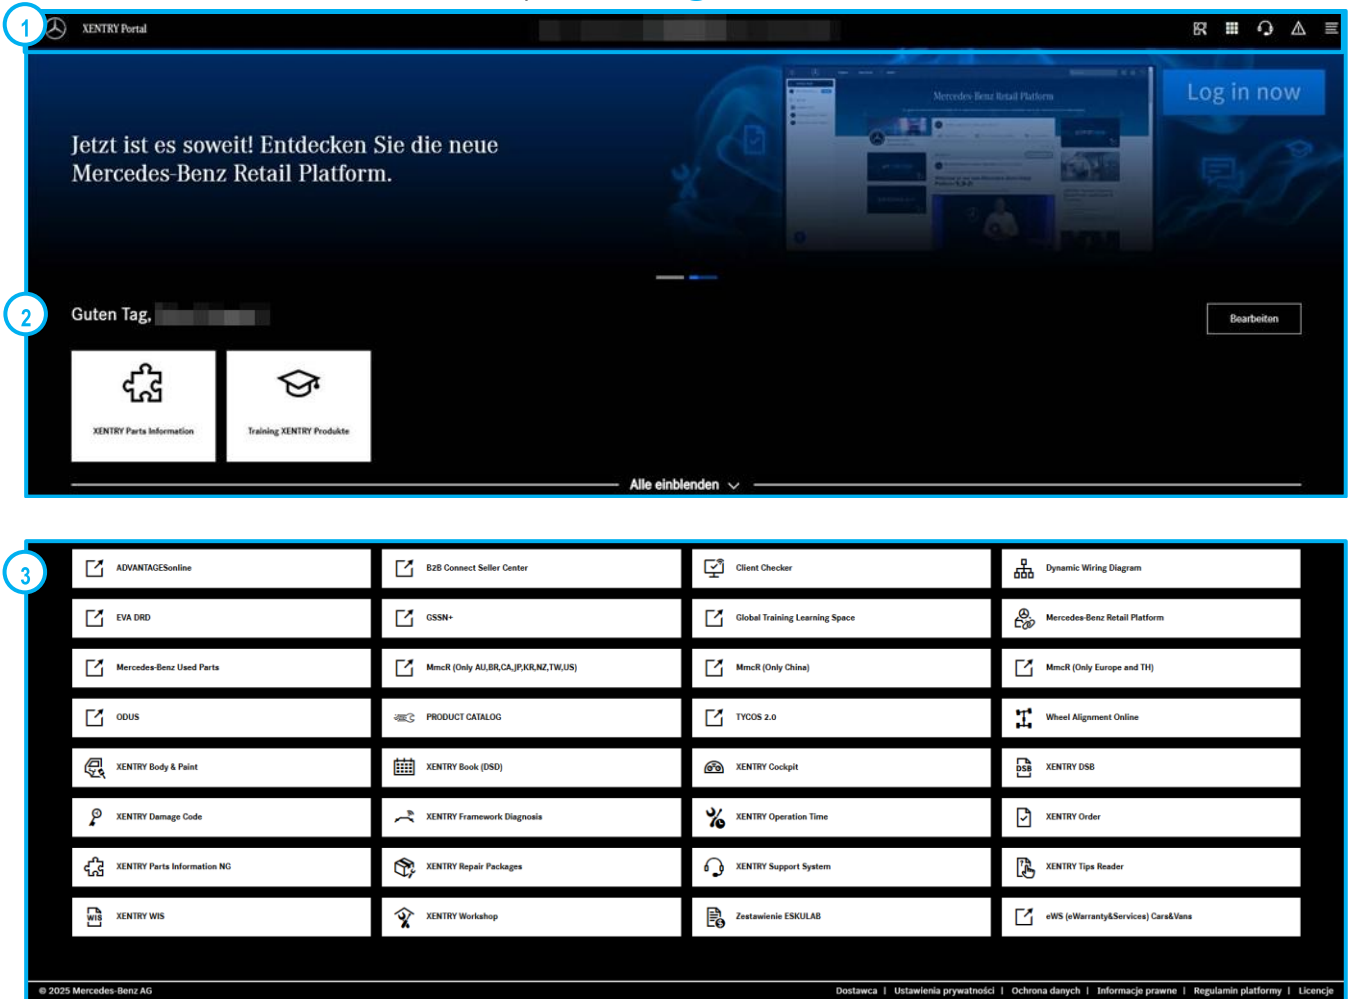 1
XENTRY Portal
Jetzt ist es soweit! Entdecken Sie die neue
Mercedes-Benz Retail Platform.
Mercedes-Benz Retail Platform
Log in now
2
Guten Tag,
Bearbeiten
XENTRY Parts Information
Training XENTRY Produkte
Alle einblenden
3
ADVANTAGESonline
B2B Connect Seller Center
Client Checker
Dynamic Wiring Diagram
EVA DRD
GSSN+
Global Training Learning Space
Mercedes-Benz Retail Platform
Mercedes-Benz Used Parts
MmcR (Only AU,BR,CA,JP,KR,NZ,TW,US)
MmcR (Only China)
MmcR (Only Europe and TH)
ODUS
PRODUCT CATALOG
TYCOS 2.0
Wheel Alignment Online
XENTRY Body & Paint
XENTRY Book (DSD)
XENTRY Cockpit
DSB
XENTRY DSB
XENTRY Damage Code
XENTRY Framework Diagnosis
XENTRY Operation Time
XENTRY Order
XENTRY Parts Information NG
XENTRY Repair Packages
XENTRY Support System
XENTRY Tips Reader
WIS
XENTRY WIS
XENTRY Workshop
Zestawienie ESKULAB
eWS (eWarranty&Services) Cars&Vans
© 2025 Mercedes-Benz AG
Dostawca | Ustawienia prywatności | Ochrona danych | Informacje prawne | Regulamin platformy | Licencje